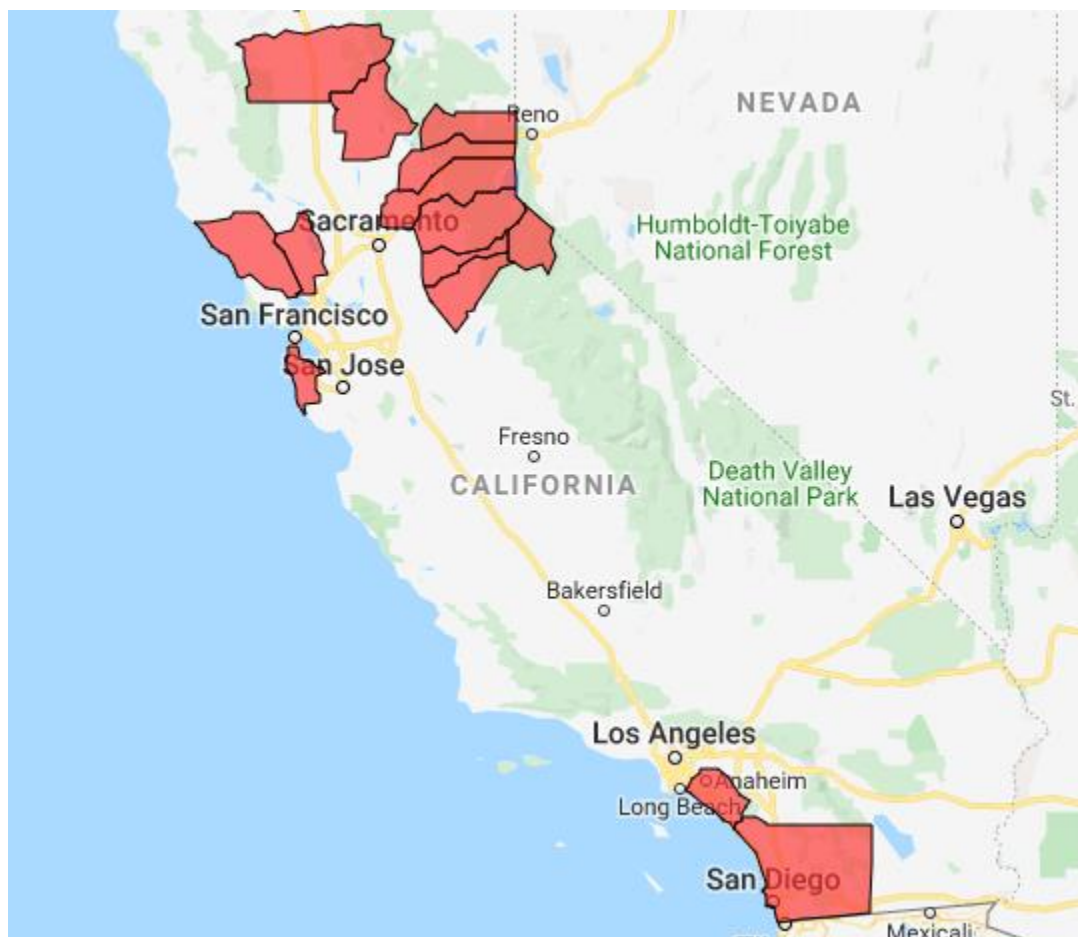 NEVADA
Reno
Humboldt-Toiyabe
National Forest
Sacramento
San Francisco
San Jose
St.
Fresno
CALIFORNIA
Death Valley
National Park
Las Vegas
Bakersfield
Los Angeles
Anaheim
Long Beach
San Diego
Mexicali